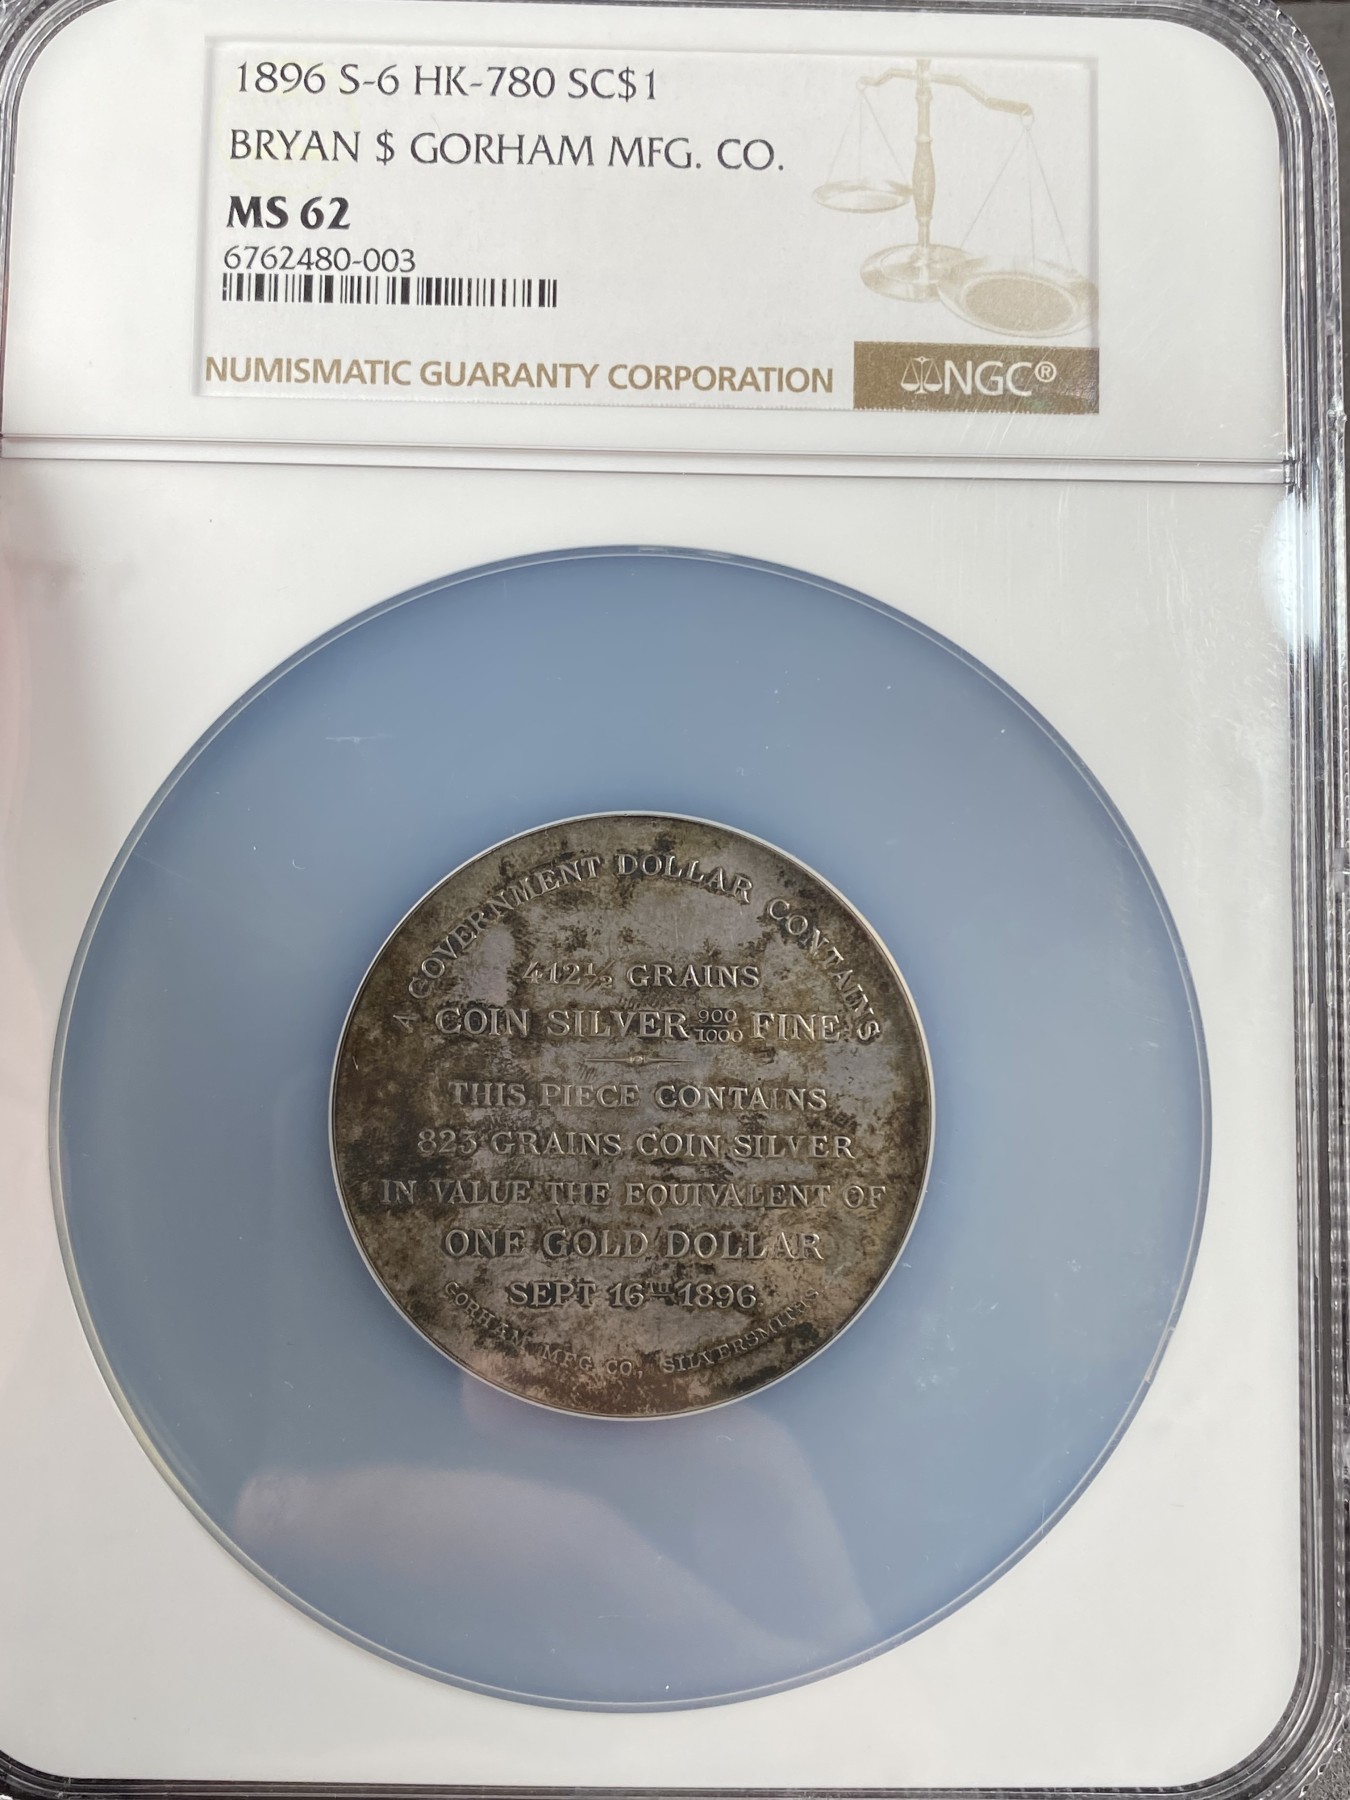 1896 S-6 HK-780 SC$1
BRYAN $ GORHAM MFG. CO.
MS 62
6762480-003
NUMISMATIC GUARANTY CORPORATION
NGC®
A GOVERNMENT DOLLAR CONTAINS
412½ GRAINS
COIN SILVER 900/1000 FINE
THIS PIECE CONTAINS
823 GRAINS COIN SILVER
IN VALUE THE EQUIVALENT OF
ONE GOLD DOLLAR
SEPT 16TH 1896
GORHAM MFG. CO., SILVERSMITHS